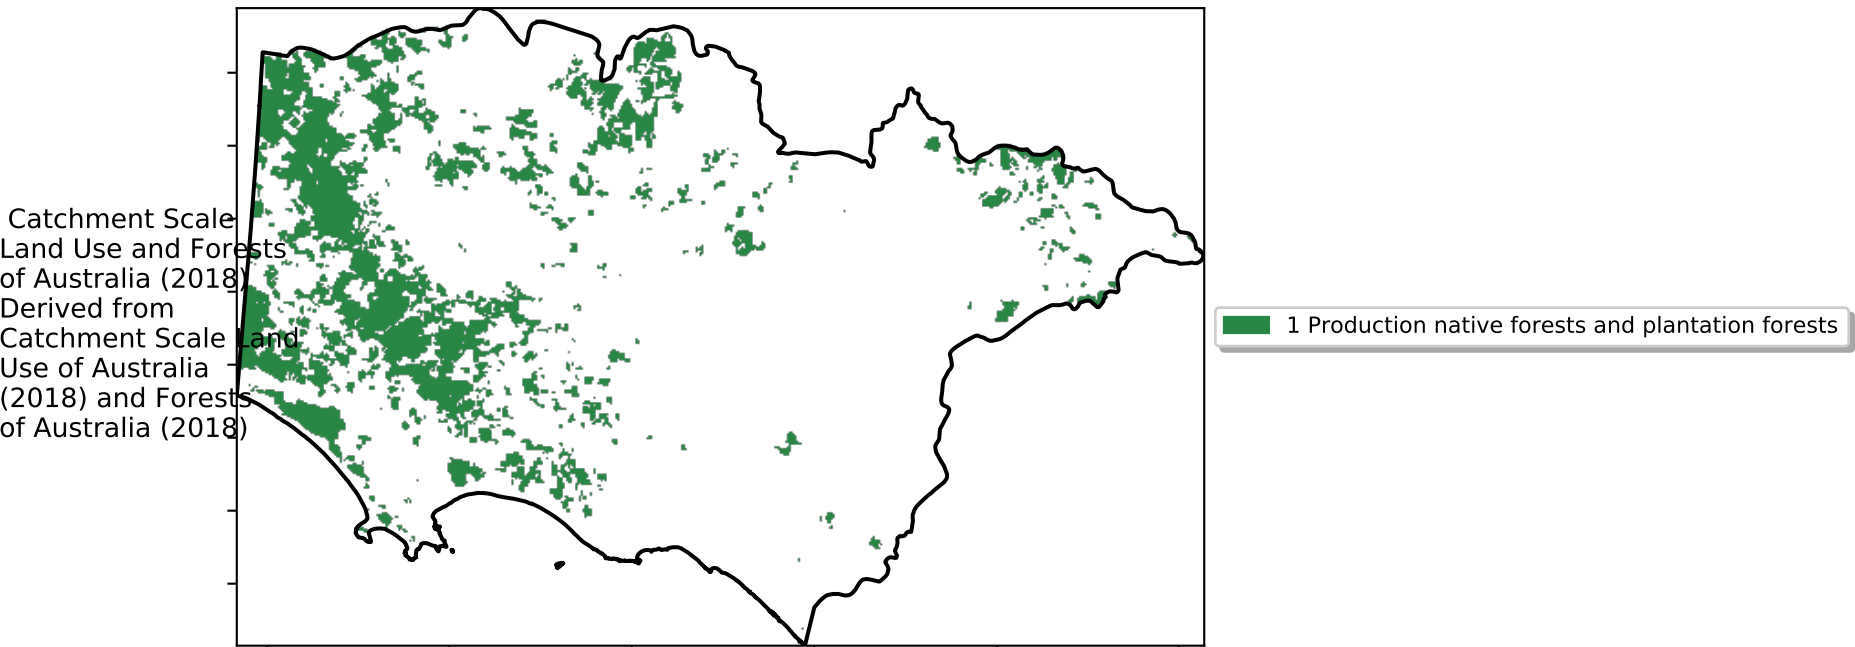 Catchment Scale
Land Use and Forests
of Australia (2018)
Derived from
Catchment Scale Land
Use of Australia
(2018) and Forests
of Australia (2018)
1 Production native forests and plantation forests